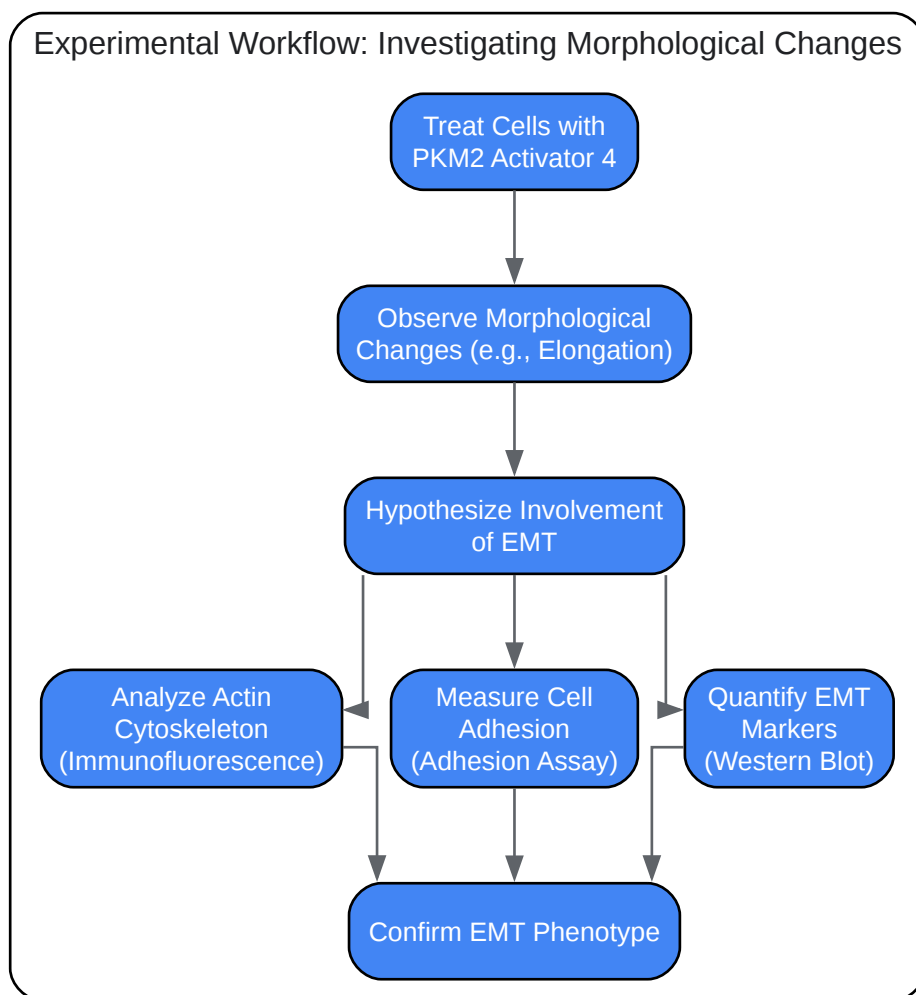 Experimental Workflow: Investigating Morphological Changes
Treat Cells with
PKM2 Activator 4
Observe Morphological
Changes (e.g., Elongation)
Hypothesize Involvement
of EMT
Analyze Actin
Cytoskeleton
(Immunofluorescence)
Measure Cell
Adhesion
(Adhesion Assay)
Quantify EMT
Markers
(Western Blot)
Confirm EMT Phenotype